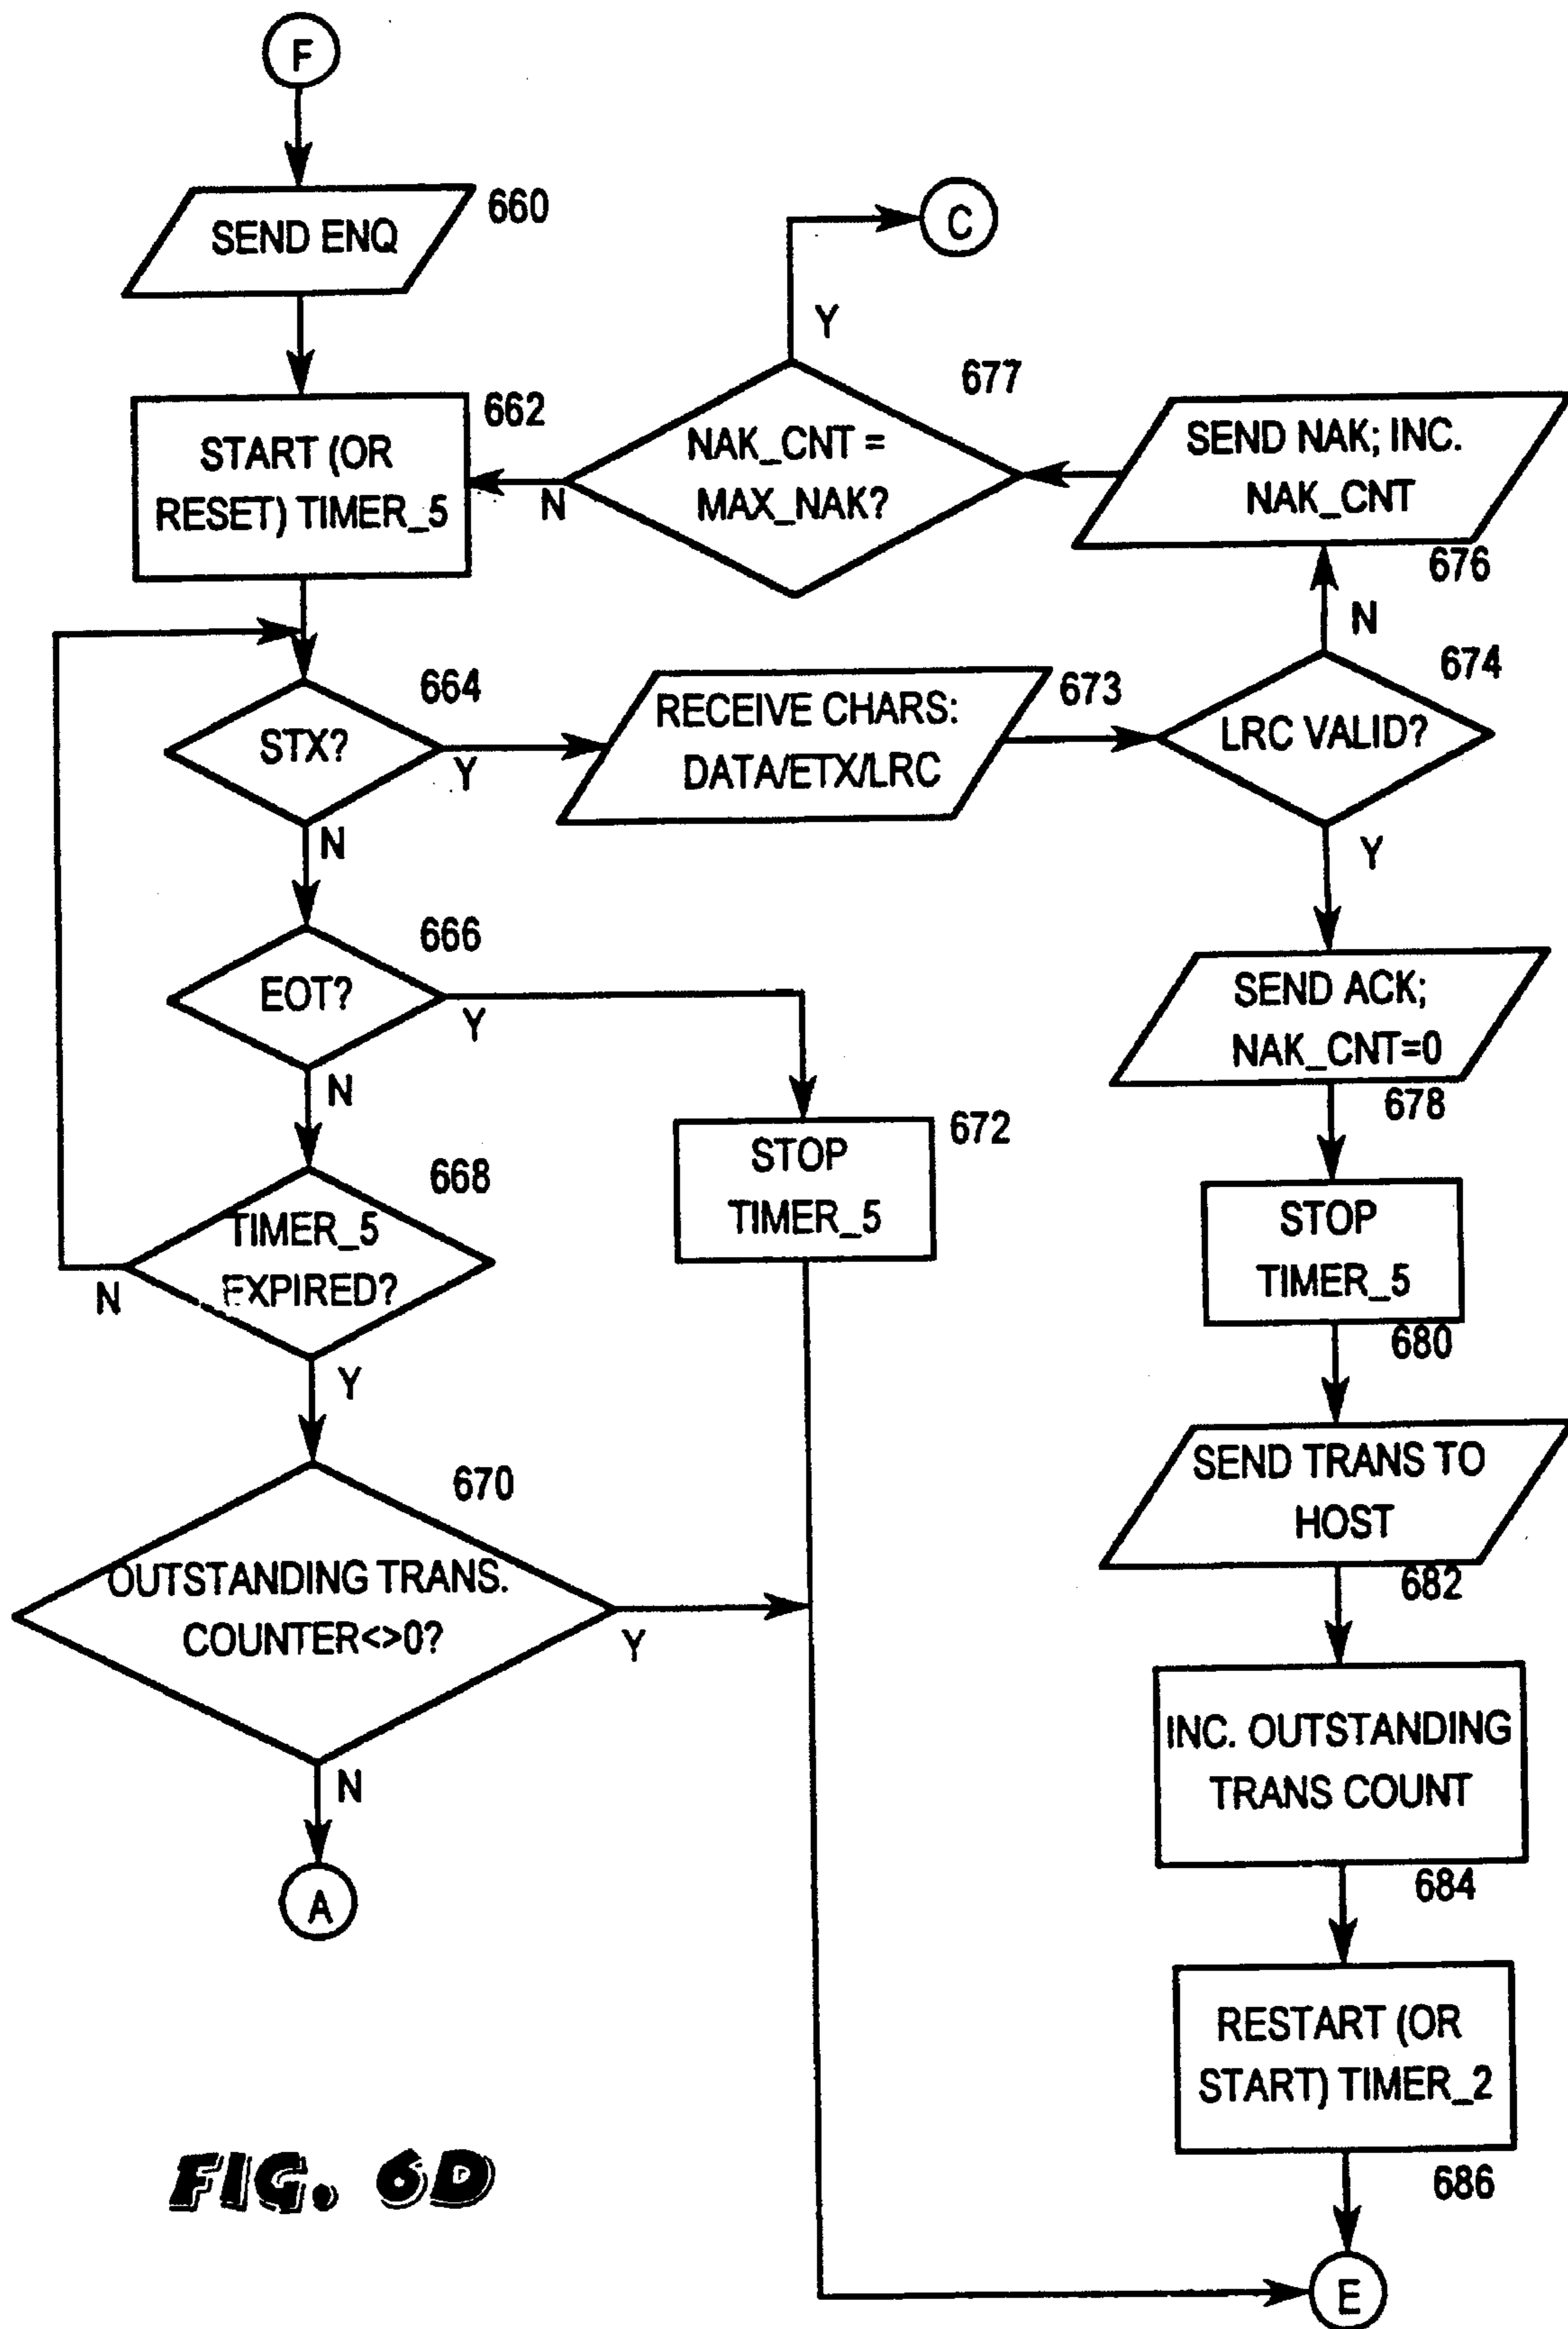 F
SEND ENQ
660
C
Y
677
662
START (OR
RESET) TIMER_5
N
NAK_CNT =
MAX_NAK?
SEND NAK; INC.
NAK_CNT
676
N
664
STX?
Y
RECEIVE CHARS:
DATA/ETX/LRC
673
674
LRC VALID?
N
Y
666
EOT?
Y
SEND ACK;
NAK_CNT=0
678
N
668
TIMER_5
EXPIRED?
N
672
STOP
TIMER_5
STOP
TIMER_5
680
Y
670
OUTSTANDING TRANS.
COUNTER<>0?
Y
SEND TRANS TO
HOST
682
N
INC. OUTSTANDING
TRANS COUNT
684
A
RESTART (OR
START) TIMER_2
686
FIG. 6D
E